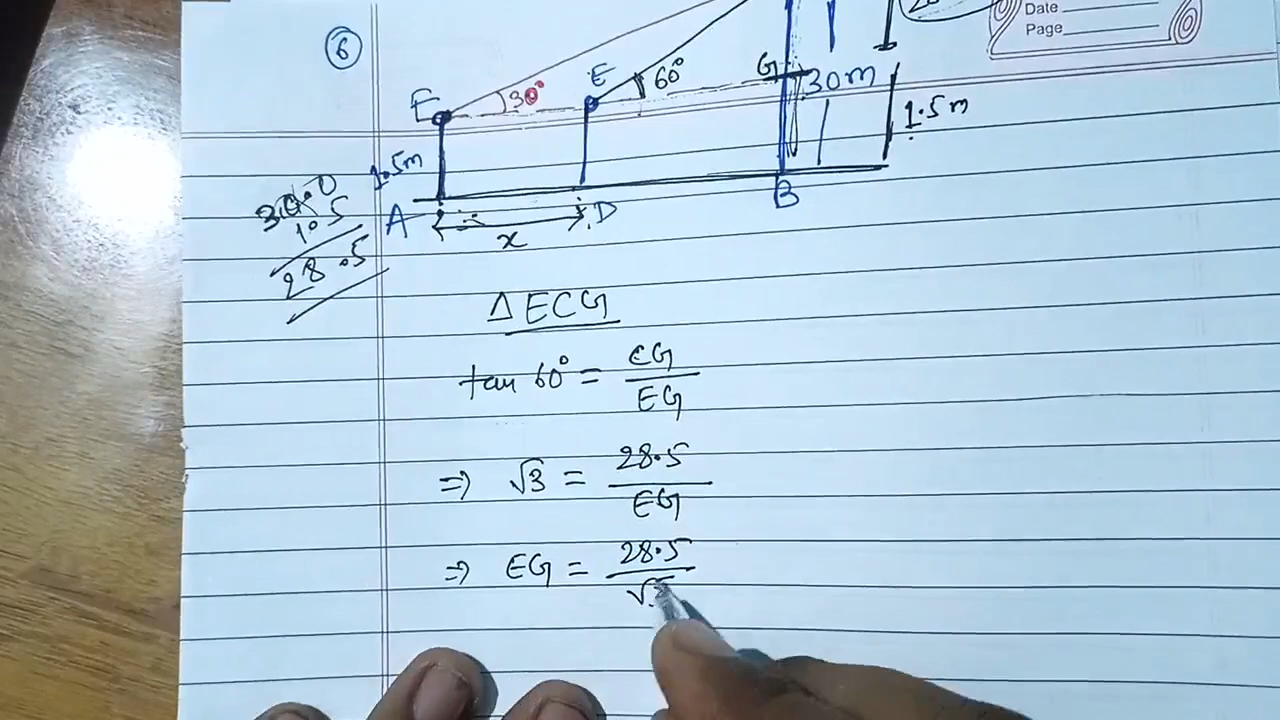 6
Date
Page
30°
E
60°
G
30m
F
1.5m
1.5m
A
x
D
B
30.0
1.5
28.5
Δ ECG
tan 60° = CG / EG
⇒ √3 = 28.5 / EG
⇒ EG = 28.5 / √3